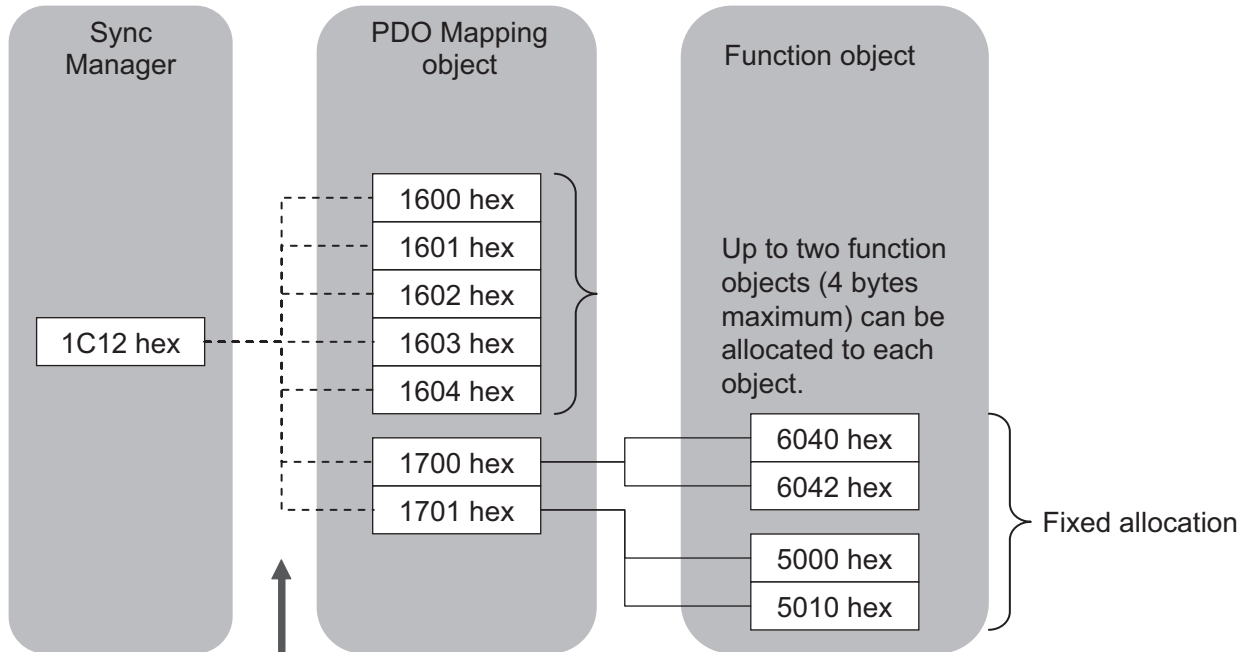 Sync
Manager
PDO Mapping
object
Function object
1600 hex
1601 hex
1602 hex
1603 hex
1604 hex
1C12 hex
Up to two function
objects (4 bytes
maximum) can be
allocated to each
object.
1700 hex
1701 hex
6040 hex
6042 hex
5000 hex
5010 hex
Fixed allocation